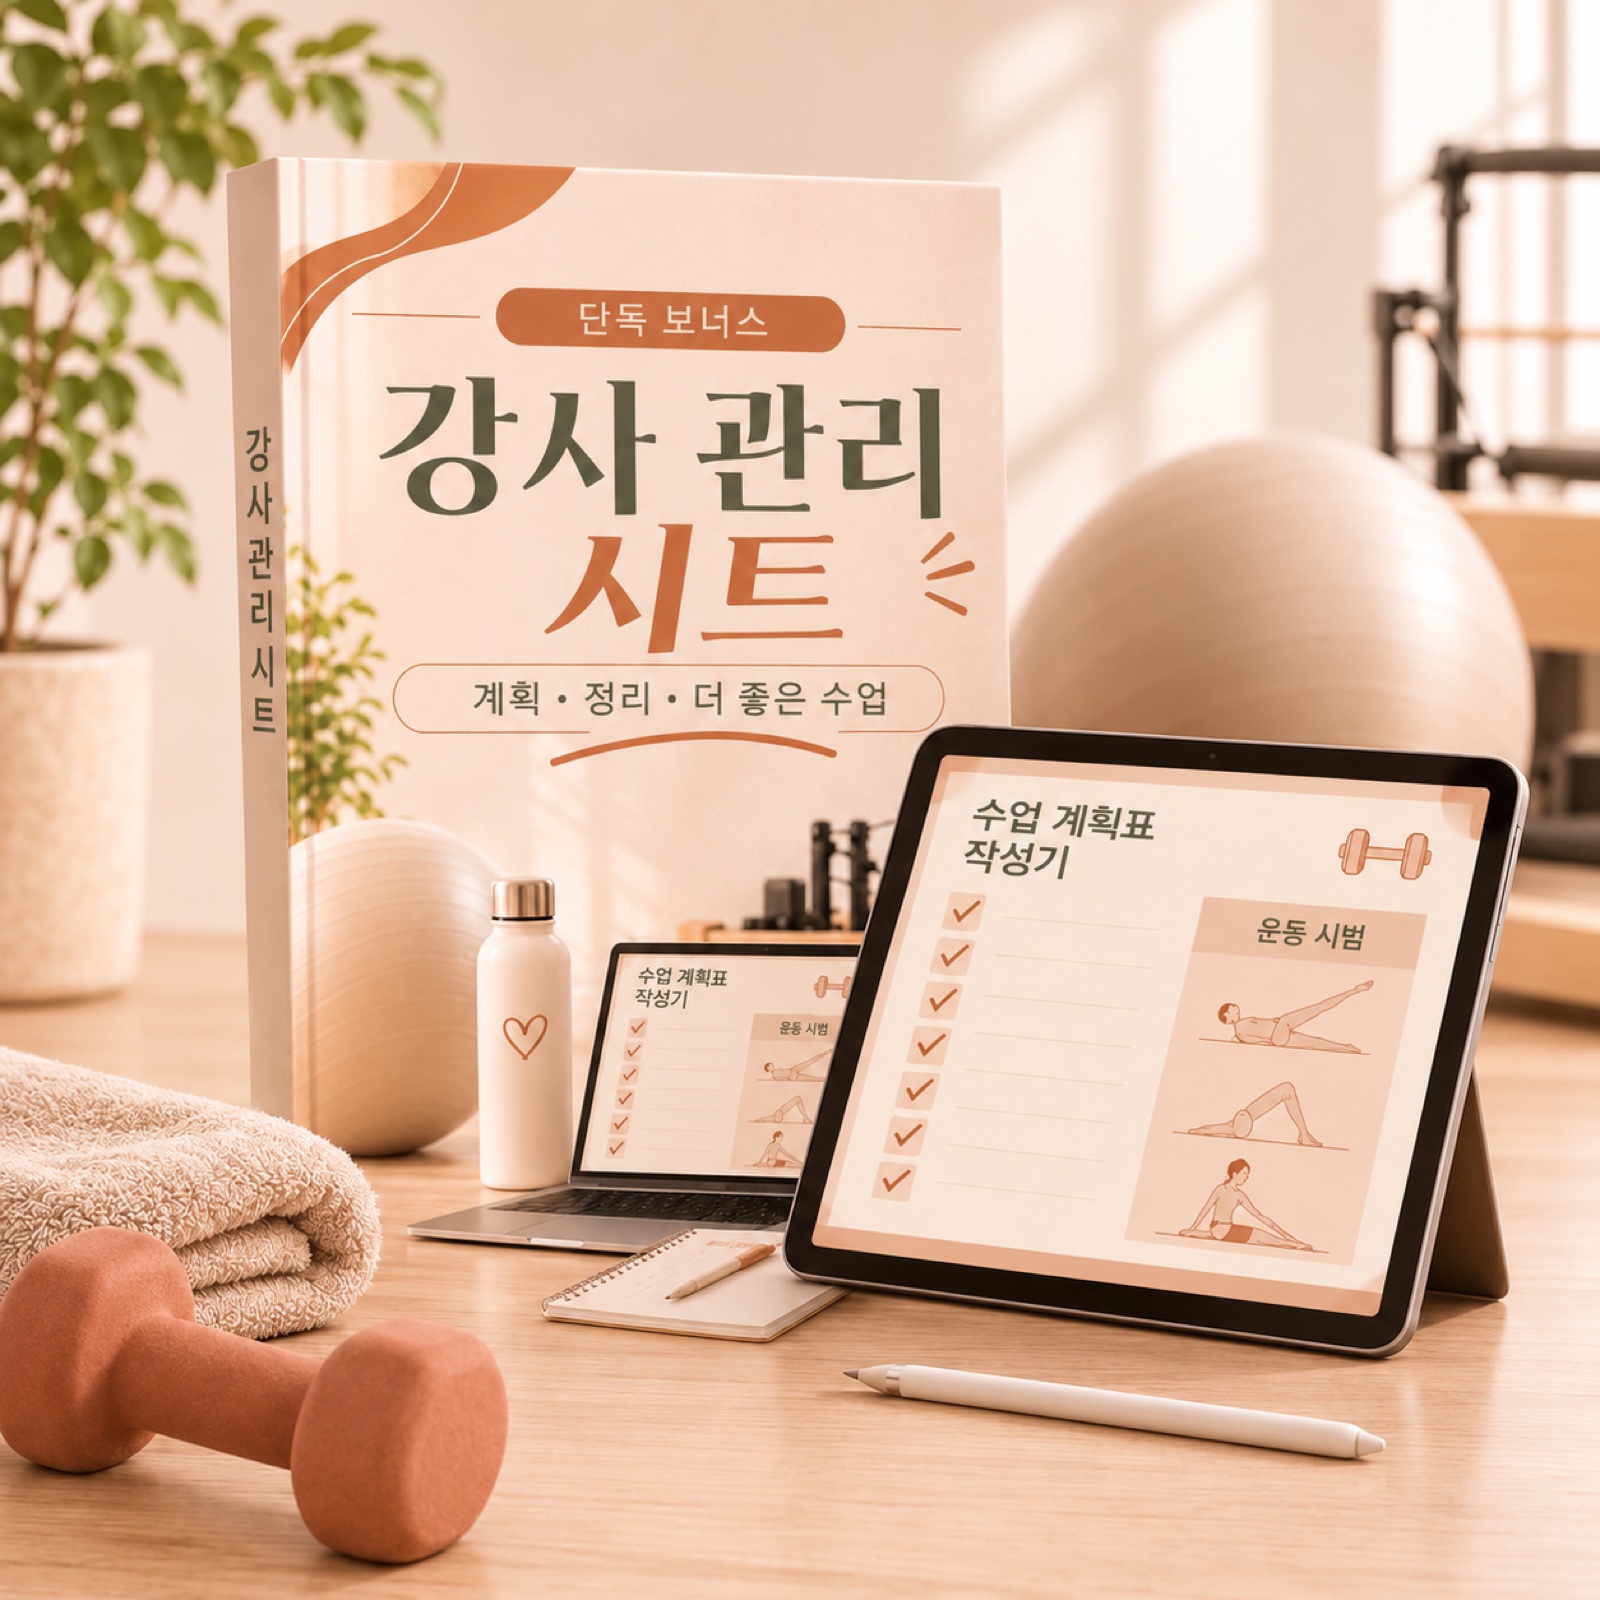 단독 보너스
강사 관리
시트
계획 • 정리 • 더 좋은 수업
강사 관리 시트
수업 계획표
작성기
운동 시범
수업 계획표
작성기
운동 시범